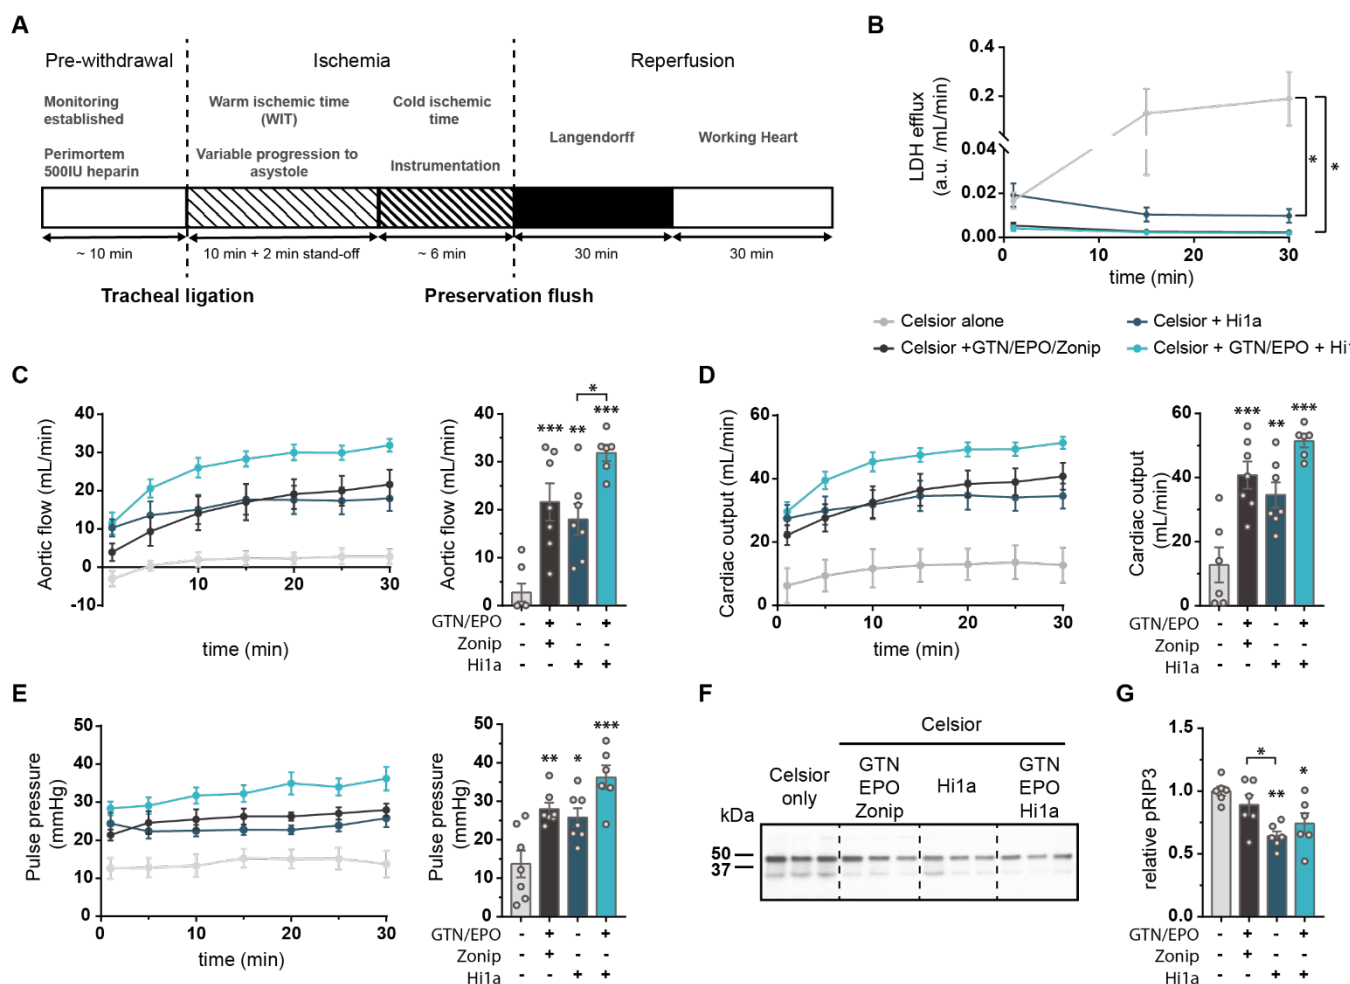 A
Pre-withdrawal
Ischemia
Reperfusion
Monitoring
established
Warm ischemic time
(WIT)
Cold ischemic
time
Langendorff
Working Heart
Perimortem
500IU heparin
Variable progression to
asystole
Instrumentation
~ 10 min
10 min + 2 min stand-off
~ 6 min
30 min
30 min
Tracheal ligation
Preservation flush
B
LDH efflux
(a.u. /mL/min)
0.4
0.2
0.04
0.02
0.00
0
10
20
30
time (min)
*
*
Celsior alone
Celsior +GTN/EPO/Zonip
Celsior + Hi1a
Celsior + GTN/EPO + Hi1
C
Aortic flow (mL/min)
40
30
20
10
0
-10
10
20
30
time (min)
Aortic flow (mL/min)
40
30
20
10
0
***
**
*
***
GTN/EPO - + - +
Zonip - + - -
Hi1a - - + +
D
Cardiac output (mL/min)
60
40
20
0
0
10
20
30
time (min)
Cardiac output
(mL/min)
60
40
20
0
***
**
***
GTN/EPO - + - +
Zonip - + - -
Hi1a - - + +
E
Pulse pressure
(mmHg)
50
40
30
20
10
0
0
10
20
30
time (min)
Pulse pressure
(mmHg)
50
40
30
20
10
0
**
*
***
GTN/EPO - + - +
Zonip - + - -
Hi1a - - + +
F
Celsior
Celsior
only
GTN
EPO
Zonip
Hi1a
GTN
EPO
Hi1a
kDa
50
37
G
relative pRIP3
1.5
1.0
0.5
0.0
*
**
*
GTN/EPO - + - +
Zonip - + - -
Hi1a - - + +